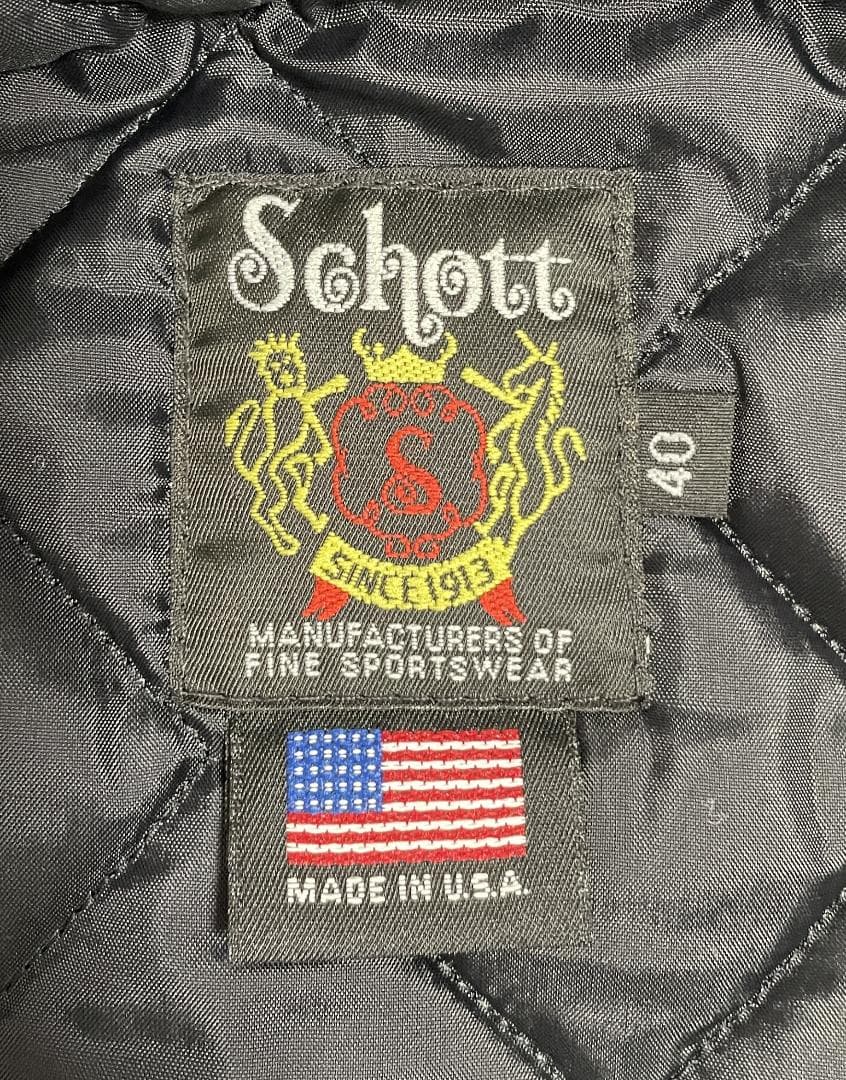 Schott
40
S
SINCE 1913
MANUFACTURERS OF
FINE SPORTSWEAR
MADE IN U.S.A.